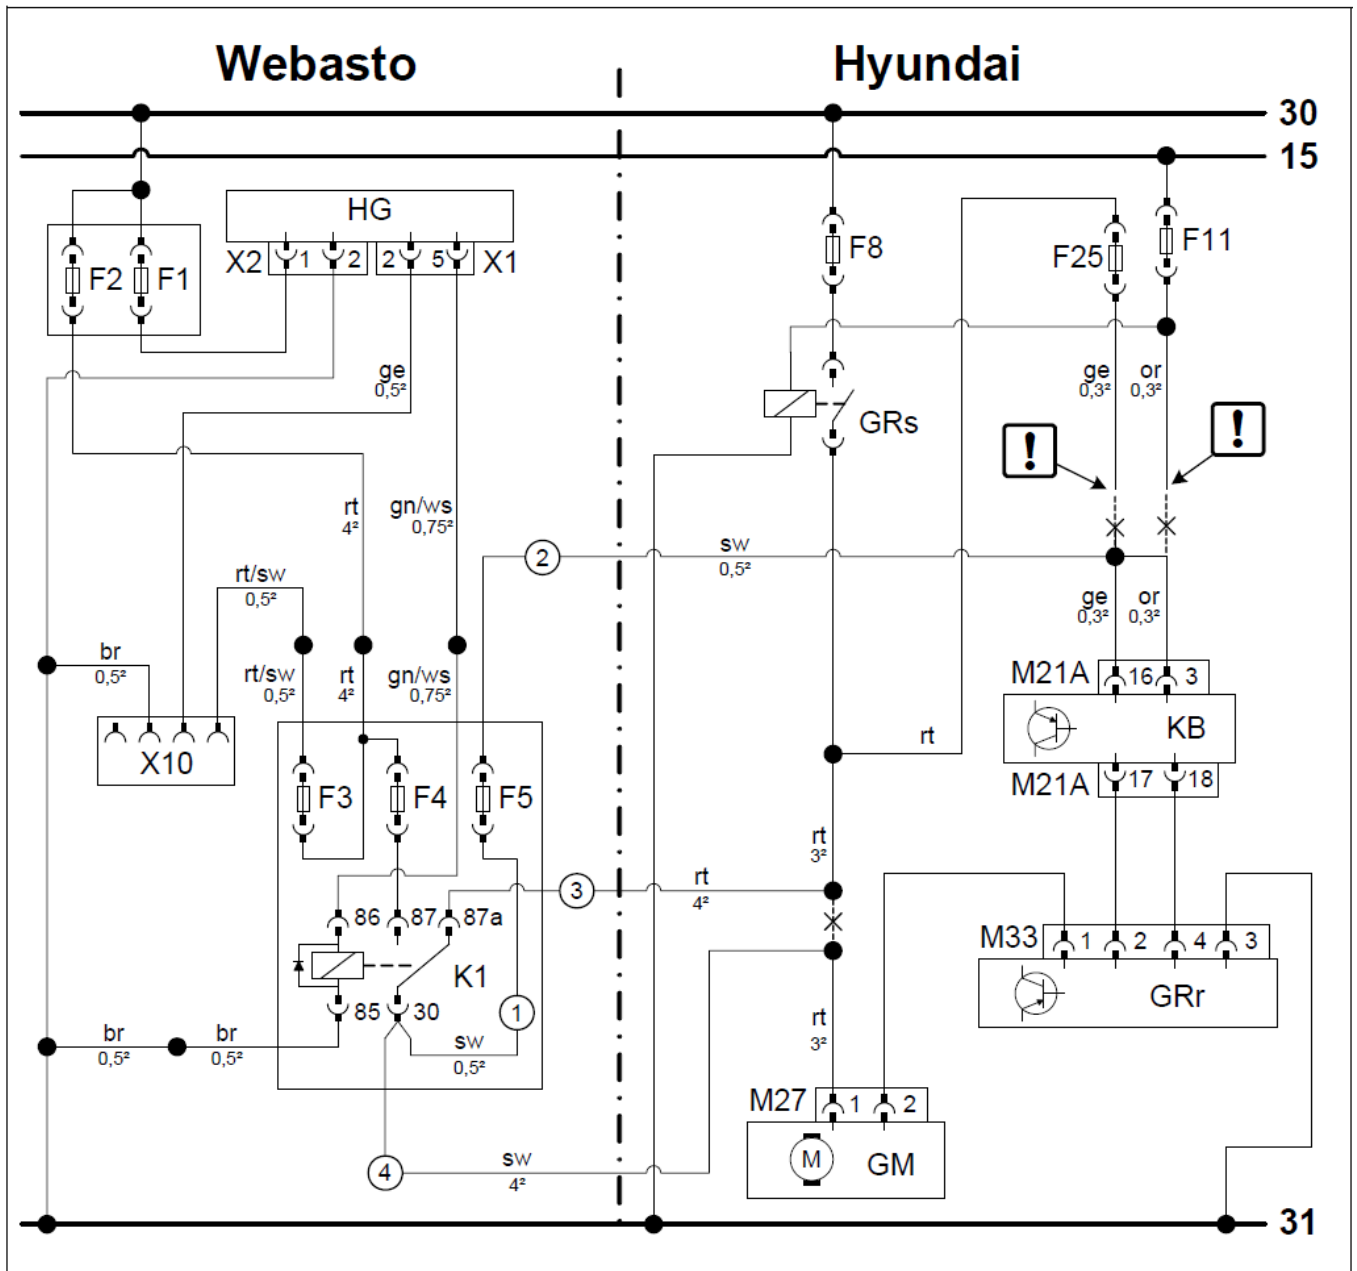 Webasto Hyundai
30
15
HG
X2 1 2 2 5 X1
F2 F1
F8
F25
F11
ge
0,5²
ge
0,3²
or
0,3²
GRs
!
!
rt
4²
gn/ws
0,75²
2
sw
0,5²
rt/sw
0,5²
ge
0,3²
or
0,3²
br
0,5²
rt/sw
0,5²
rt
4²
gn/ws
0,75²
M21A 16 3
KB
X10
rt
M21A 17 18
F3 F4 F5
rt
3²
3
rt
4²
86 87 87a
M33 1 2 4 3
K1
GRr
85 30
1
br
0,5²
br
0,5²
sw
0,5²
rt
3²
M27 1 2
4
sw
4²
M
GM
31